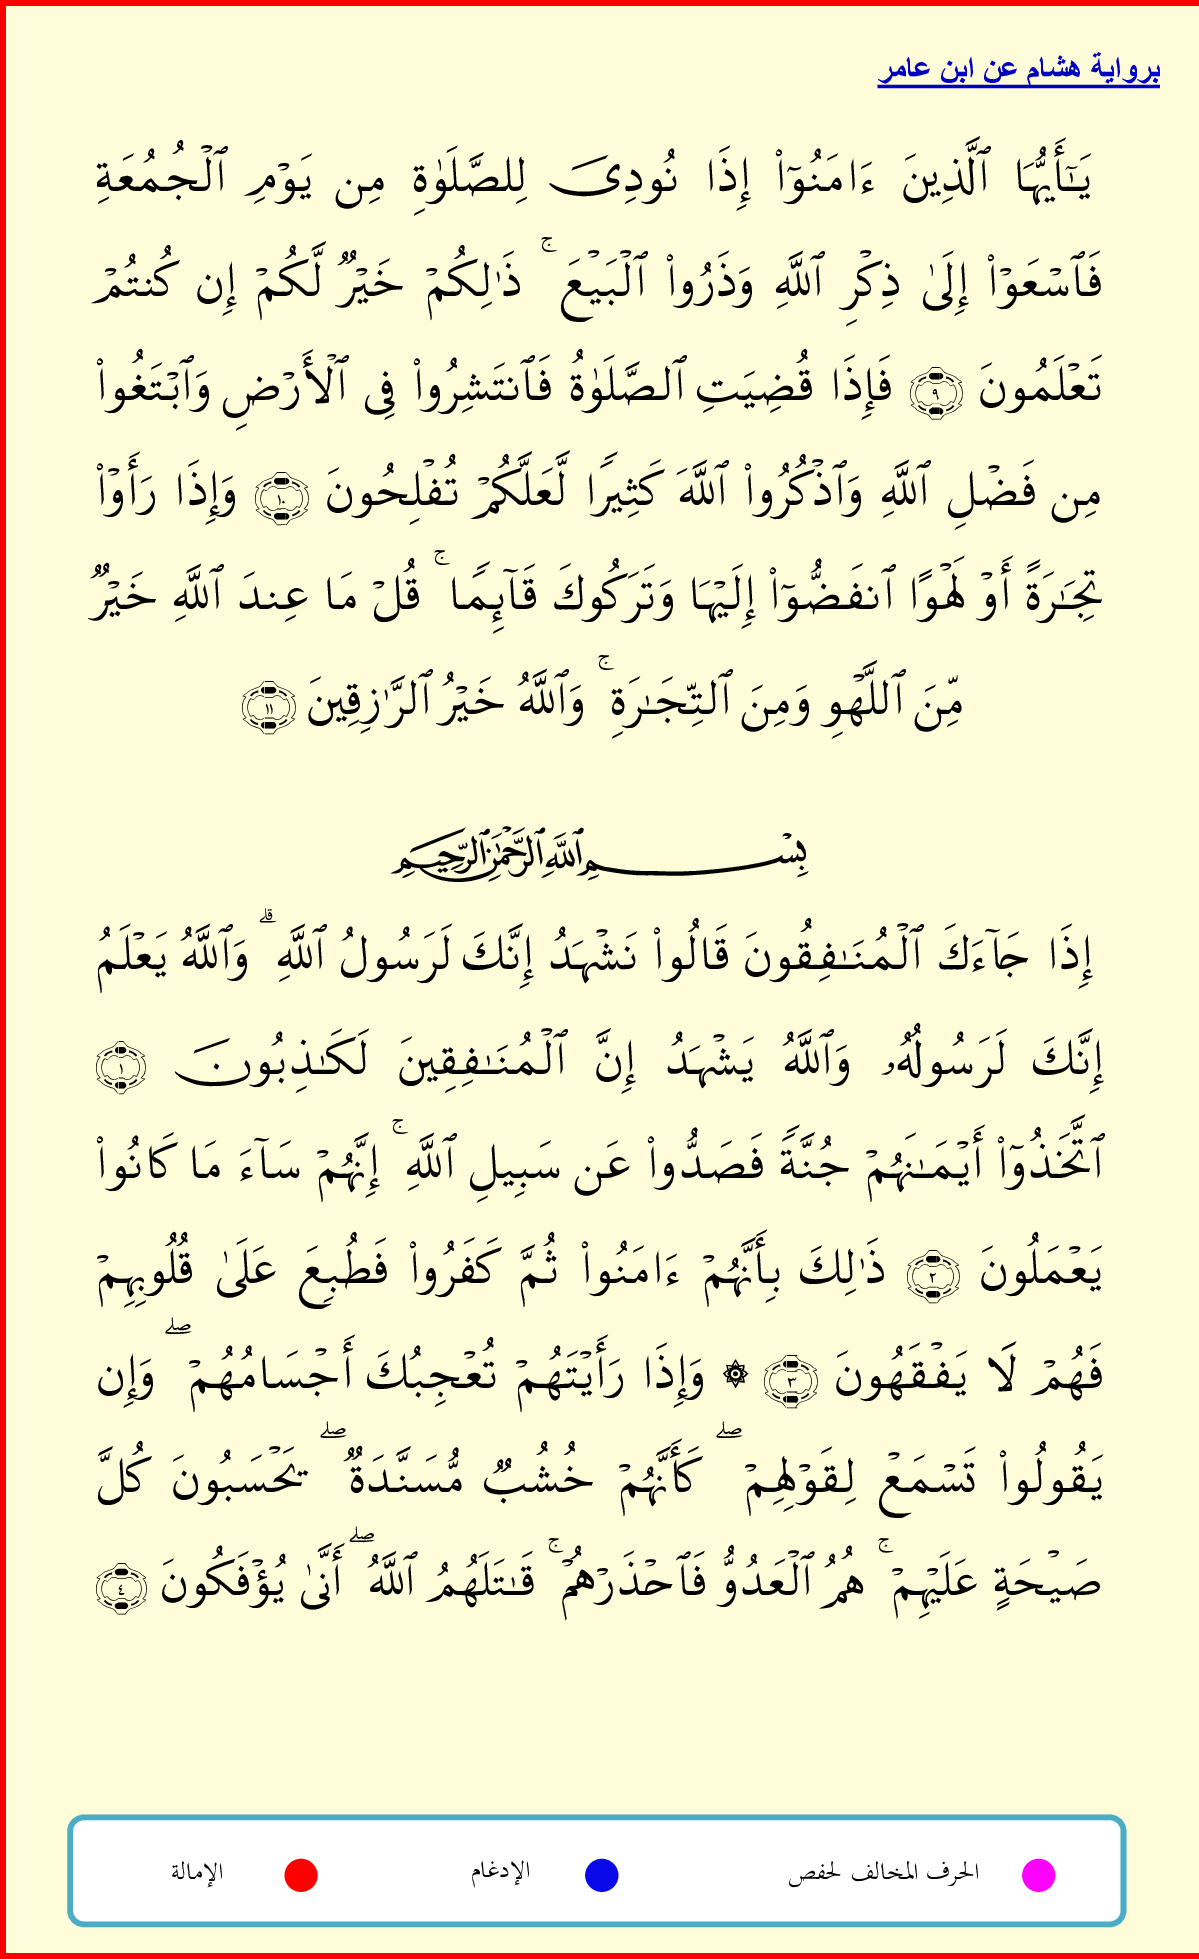 برواية هشام عن ابن عامر
يَٰٓأَيُّهَا ٱلَّذِينَ ءَامَنُوٓاْ إِذَا نُودِىَ لِلصَّلَوٰةِ مِن يَوْمِ ٱلْجُمُعَةِ
فَٱسْعَوْاْ إِلَىٰ ذِكْرِ ٱللَّهِ وَذَرُواْ ٱلْبَيْعَ ۚ ذَٰلِكُمْ خَيْرٌ لَّكُمْ إِن كُنتُمْ
تَعْلَمُونَ ٩ فَإِذَا قُضِيَتِ ٱلصَّلَوٰةُ فَٱنتَشِرُواْ فِى ٱلْأَرْضِ وَٱبْتَغُواْ
مِن فَضْلِ ٱللَّهِ وَٱذْكُرُواْ ٱللَّهَ كَثِيرًا لَّعَلَّكُمْ تُفْلِحُونَ ١٠ وَإِذَا رَأَوْاْ
تِجَٰرَةً أَوْ لَهْوًا ٱنفَضُّوٓاْ إِلَيْهَا وَتَرَكُوكَ قَآئِمًا ۚ قُلْ مَا عِندَ ٱللَّهِ خَيْرٌ
مِّنَ ٱللَّهْوِ وَمِنَ ٱلتِّجَٰرَةِ ۚ وَٱللَّهُ خَيْرُ ٱلرَّٰزِقِينَ ١١
بِسْمِ ٱللَّهِ ٱلرَّحْمَٰنِ ٱلرَّحِيمِ
إِذَا جَآءَكَ ٱلْمُنَٰفِقُونَ قَالُواْ نَشْهَدُ إِنَّكَ لَرَسُولُ ٱللَّهِ ۗ وَٱللَّهُ يَعْلَمُ
إِنَّكَ لَرَسُولُهُۥ وَٱللَّهُ يَشْهَدُ إِنَّ ٱلْمُنَٰفِقِينَ لَكَٰذِبُونَ ١
ٱتَّخَذُوٓاْ أَيْمَٰنَهُمْ جُنَّةً فَصَدُّواْ عَن سَبِيلِ ٱللَّهِ ۚ إِنَّهُمْ سَآءَ مَا كَانُواْ
يَعْمَلُونَ ٢ ذَٰلِكَ بِأَنَّهُمْ ءَامَنُواْ ثُمَّ كَفَرُواْ فَطُبِعَ عَلَىٰ قُلُوبِهِمْ
فَهُمْ لَا يَفْقَهُونَ ٣ ۞ وَإِذَا رَأَيْتَهُمْ تُعْجِبُكَ أَجْسَامُهُمْ ۖ وَإِن
يَقُولُواْ تَسْمَعْ لِقَوْلِهِمْ ۖ كَأَنَّهُمْ خُشُبٌ مُّسَنَّدَةٌ ۖ يَحْسَبُونَ كُلَّ
صَيْحَةٍ عَلَيْهِمْ ۚ هُمُ ٱلْعَدُوُّ فَٱحْذَرْهُمْ ۚ قَٰتَلَهُمُ ٱللَّهُ ۖ أَنَّىٰ يُؤْفَكُونَ ٤
الحرف المخالف لحفص الإدغام الإمالة